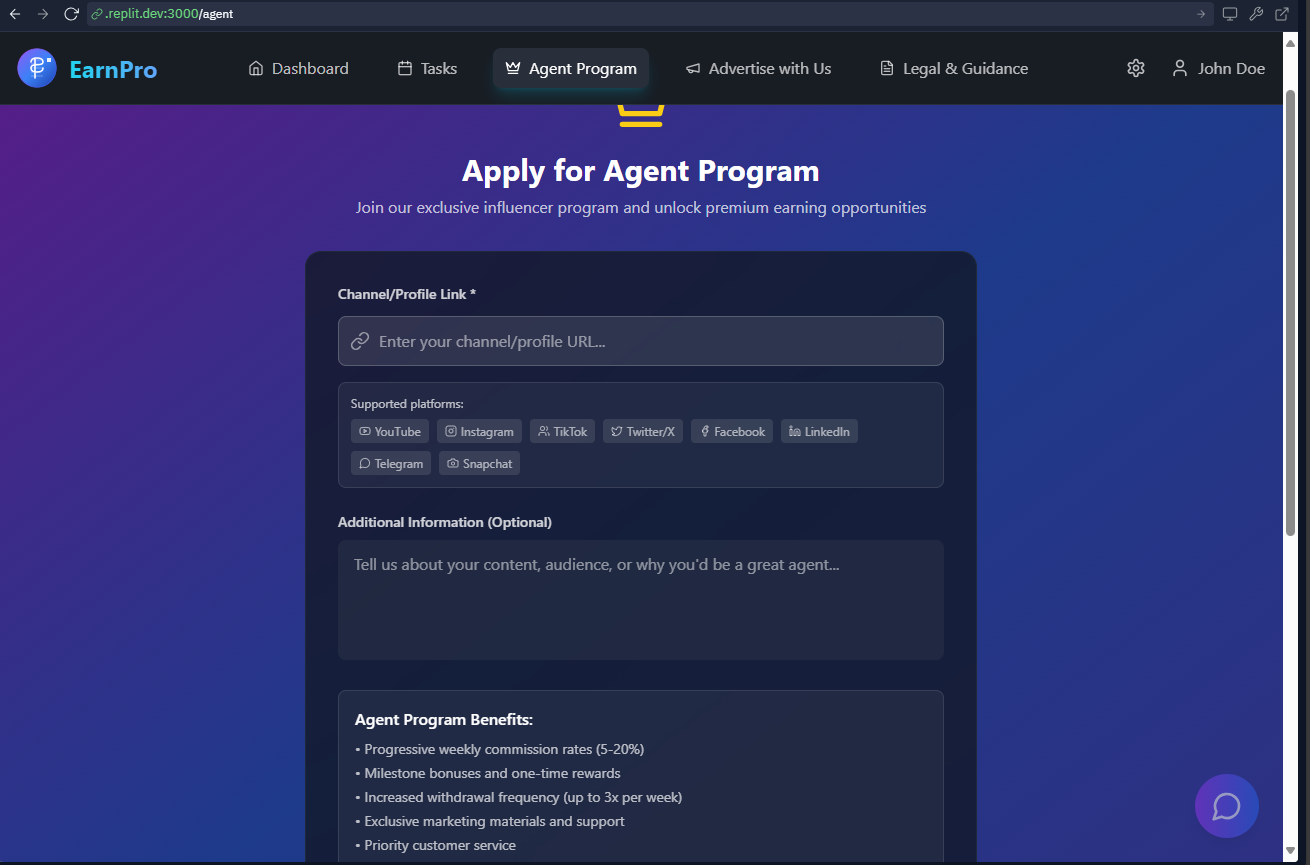 .replit.dev:3000/agent
EarnPro
Dashboard
Tasks
Agent Program
Advertise with Us
Legal & Guidance
John Doe
Apply for Agent Program
Join our exclusive influencer program and unlock premium earning opportunities
Channel/Profile Link *
Enter your channel/profile URL...
Supported platforms:
YouTube
Instagram
TikTok
Twitter/X
Facebook
LinkedIn
Telegram
Snapchat
Additional Information (Optional)
Tell us about your content, audience, or why you'd be a great agent...
Agent Program Benefits:
• Progressive weekly commission rates (5-20%)
• Milestone bonuses and one-time rewards
• Increased withdrawal frequency (up to 3x per week)
• Exclusive marketing materials and support
• Priority customer service